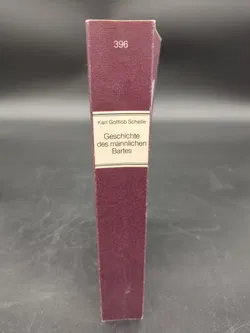 396
Karl Gottlob Schelle
Geschichte
des männlichen
Bartes